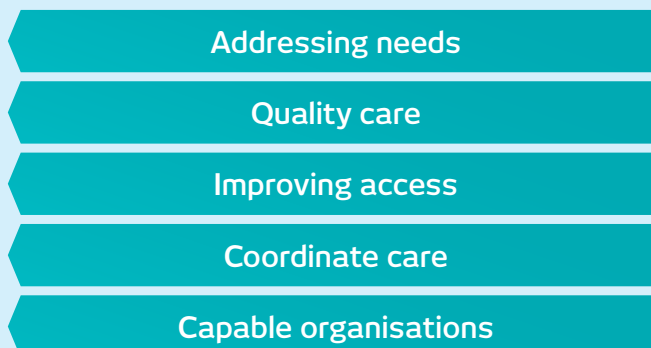 Addressing needs
Quality care
Improving access
Coordinate care
Capable organisations